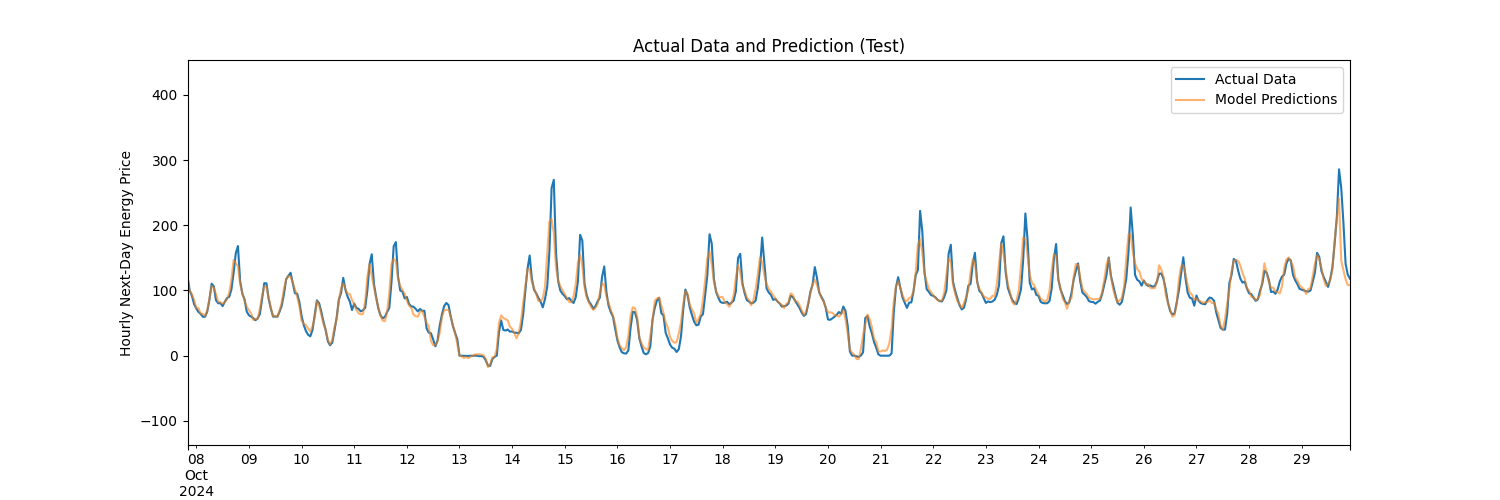 Actual Data and Prediction (Test)
Actual Data
Model Predictions
Hourly Next-Day Energy Price
400
300
200
100
0
−100
08 09 10 11 12 13 14 15 16 17 18 19 20 21 22 23 24 25 26 27 28 29
Oct
2024